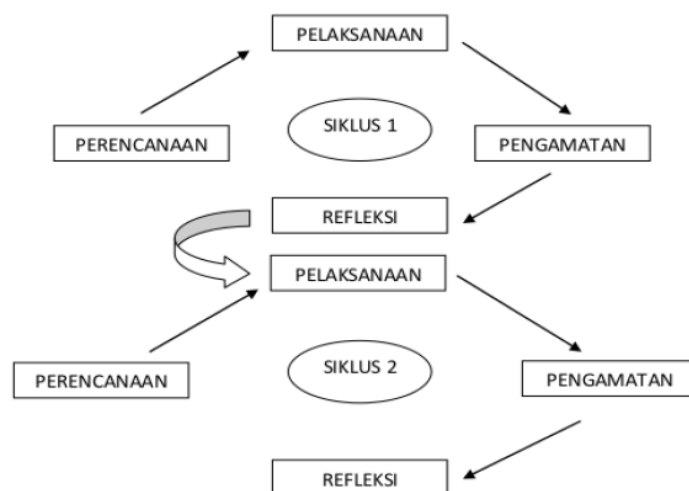 PELAKSANAAN
SIKLUS 1
PERENCANAAN
PENGAMATAN
REFLEKSI
PELAKSANAAN
SIKLUS 2
PERENCANAAN
PENGAMATAN
REFLEKSI